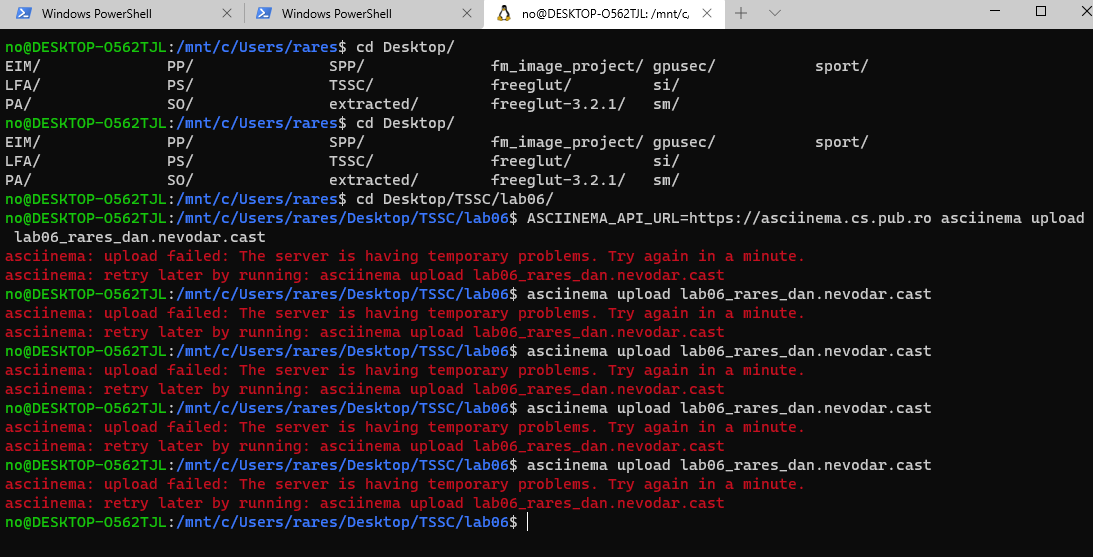 Windows PowerShell Windows PowerShell no@DESKTOP-O562TJL: /mnt/c/
no@DESKTOP-O562TJL:/mnt/c/Users/rares$ cd Desktop/
EIM/ PP/ SPP/ fm_image_project/ gpusec/ sport/
LFA/ PS/ TSSC/ freeglut/ si/
PA/ SO/ extracted/ freeglut-3.2.1/ sm/
no@DESKTOP-O562TJL:/mnt/c/Users/rares$ cd Desktop/
EIM/ PP/ SPP/ fm_image_project/ gpusec/ sport/
LFA/ PS/ TSSC/ freeglut/ si/
PA/ SO/ extracted/ freeglut-3.2.1/ sm/
no@DESKTOP-O562TJL:/mnt/c/Users/rares$ cd Desktop/TSSC/lab06/
no@DESKTOP-O562TJL:/mnt/c/Users/rares/Desktop/TSSC/lab06$ ASCIINEMA_API_URL=https://asciinema.cs.pub.ro asciinema upload
lab06_rares_dan.nevodar.cast
asciinema: upload failed: The server is having temporary problems. Try again in a minute.
asciinema: retry later by running: asciinema upload lab06_rares_dan.nevodar.cast
no@DESKTOP-O562TJL:/mnt/c/Users/rares/Desktop/TSSC/lab06$ asciinema upload lab06_rares_dan.nevodar.cast
asciinema: upload failed: The server is having temporary problems. Try again in a minute.
asciinema: retry later by running: asciinema upload lab06_rares_dan.nevodar.cast
no@DESKTOP-O562TJL:/mnt/c/Users/rares/Desktop/TSSC/lab06$ asciinema upload lab06_rares_dan.nevodar.cast
asciinema: upload failed: The server is having temporary problems. Try again in a minute.
asciinema: retry later by running: asciinema upload lab06_rares_dan.nevodar.cast
no@DESKTOP-O562TJL:/mnt/c/Users/rares/Desktop/TSSC/lab06$ asciinema upload lab06_rares_dan.nevodar.cast
asciinema: upload failed: The server is having temporary problems. Try again in a minute.
asciinema: retry later by running: asciinema upload lab06_rares_dan.nevodar.cast
no@DESKTOP-O562TJL:/mnt/c/Users/rares/Desktop/TSSC/lab06$ asciinema upload lab06_rares_dan.nevodar.cast
asciinema: upload failed: The server is having temporary problems. Try again in a minute.
asciinema: retry later by running: asciinema upload lab06_rares_dan.nevodar.cast
no@DESKTOP-O562TJL:/mnt/c/Users/rares/Desktop/TSSC/lab06$